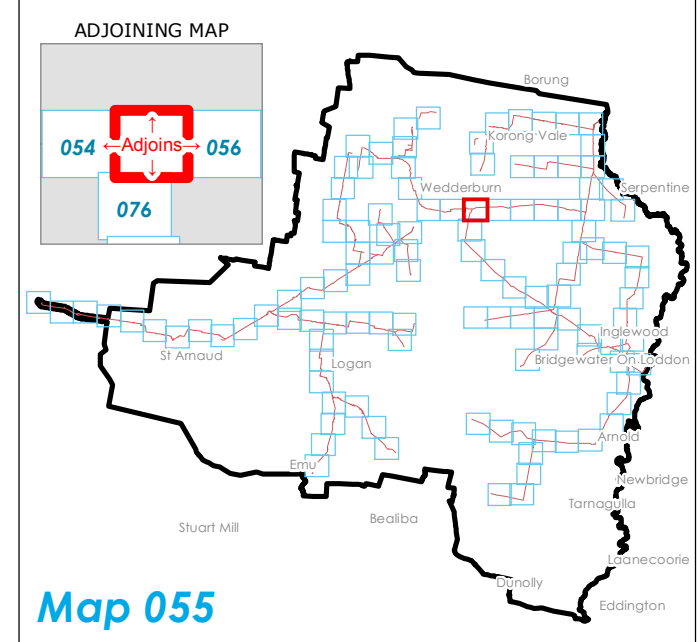 ADJOINING MAP
054 ←Adjoins→ 056
076
Borung
Korong Vale
Wedderburn
Serpentine
Inglewood
Bridgewater On Loddon
St Arnaud
Logan
Arnold
Emu
Newbridge
Tarnagulla
Bealiba
Stuart Mill
Laanecoorie
Dunolly
Eddington
Map 055